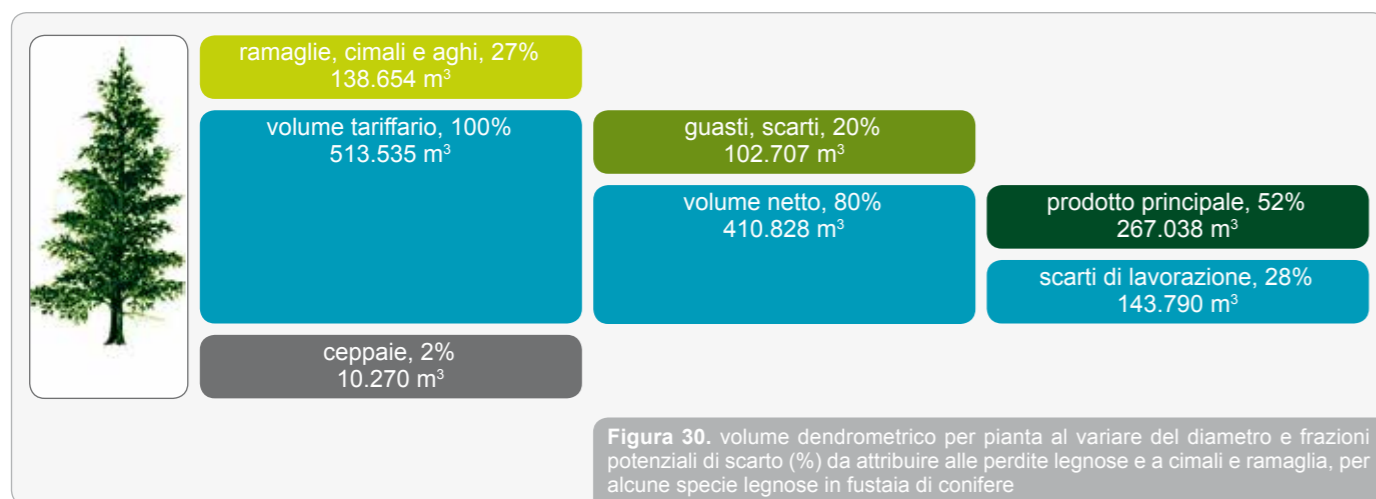 ramaglie, cimali e aghi, 27%
138.654 m³
volume tariffario, 100%
513.535 m³
guasti, scarti, 20%
102.707 m³
volume netto, 80%
410.828 m³
prodotto principale, 52%
267.038 m³
scarti di lavorazione, 28%
143.790 m³
ceppaie, 2%
10.270 m³
Figura 30. volume dendrometrico per pianta al variare del diametro e frazioni
potenziali di scarto (%) da attribuire alle perdite legnose e a cimali e ramaglia, per
alcune specie legnose in fustaia di conifere